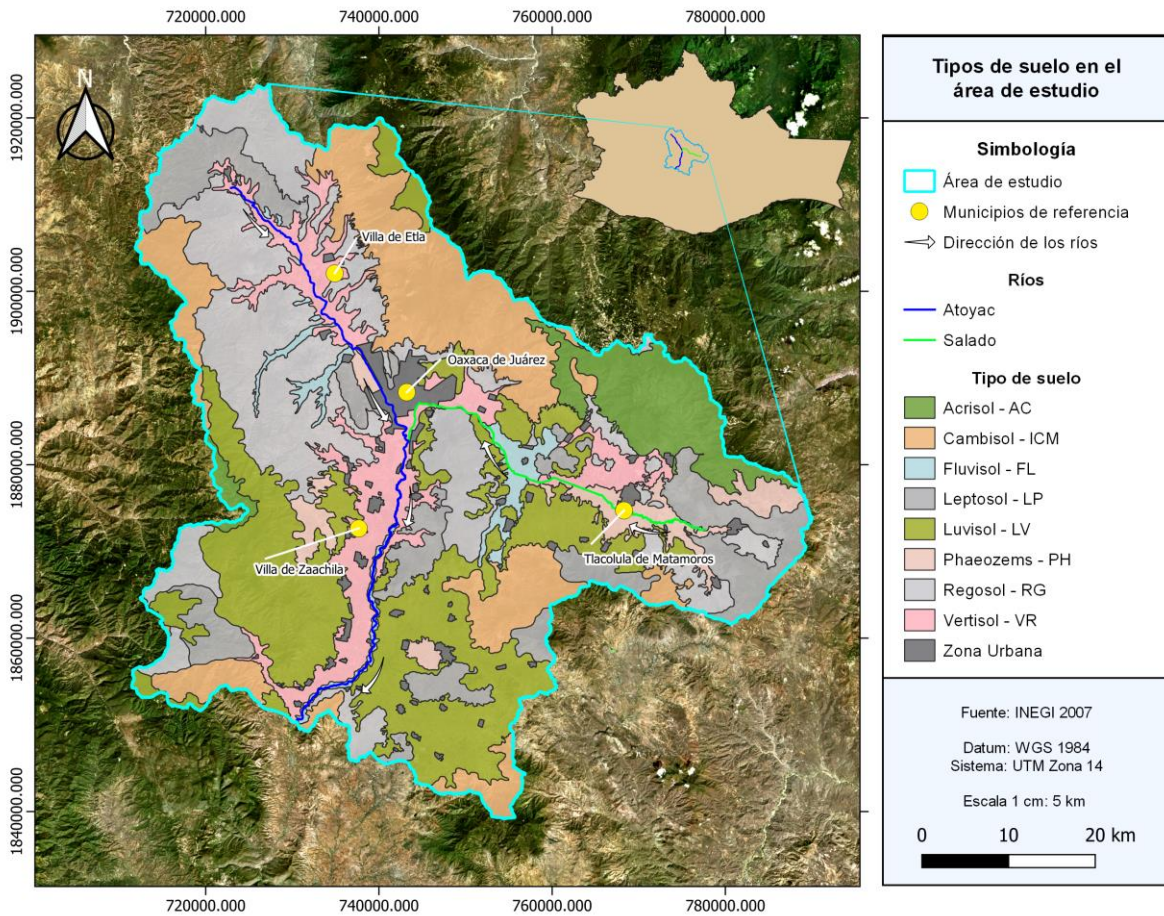 720000.000 740000.000 760000.000 780000.000
1920000.000
1900000.000
1880000.000
1860000.000
1840000.000
N
Villa de Etla
Oaxaca de Juárez
Villa de Zaachila
Tlacolula de Matamoros
720000.000 740000.000 760000.000 780000.000
Tipos de suelo en el
área de estudio
Simbología
Área de estudio
Municipios de referencia
Dirección de los ríos
Ríos
Atoyac
Salado
Tipo de suelo
Acrisol - AC
Cambisol - ICM
Fluvisol - FL
Leptosol - LP
Luvisol - LV
Phaeozems - PH
Regosol - RG
Vertisol - VR
Zona Urbana
Fuente: INEGI 2007
Datum: WGS 1984
Sistema: UTM Zona 14
Escala 1 cm: 5 km
0 10 20 km